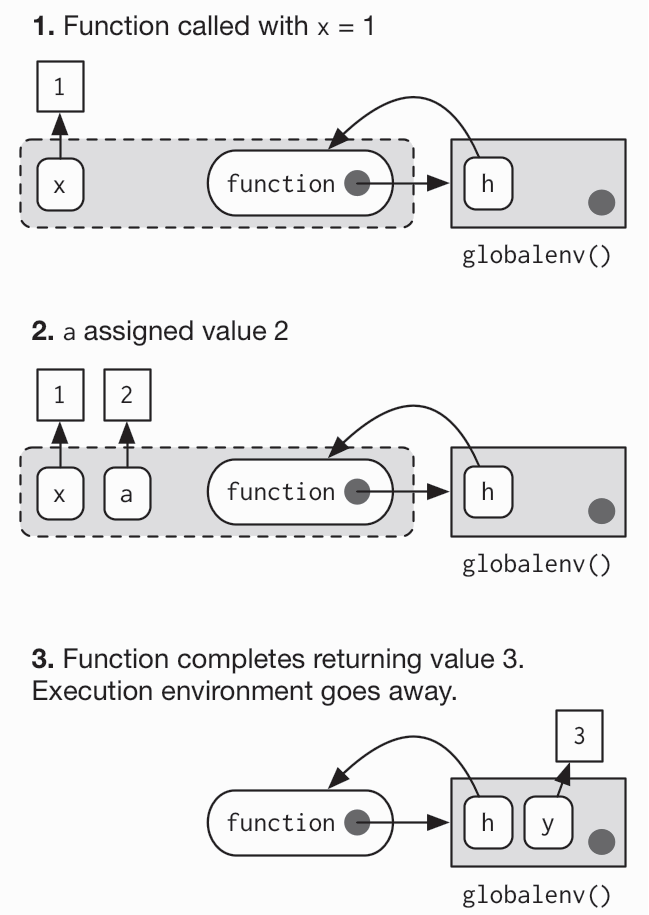 1. Function called with x = 1
1
x
function
h
globalenv()
2. a assigned value 2
1 2
x a
function
h
globalenv()
3. Function completes returning value 3.
Execution environment goes away.
3
function
h y
globalenv()